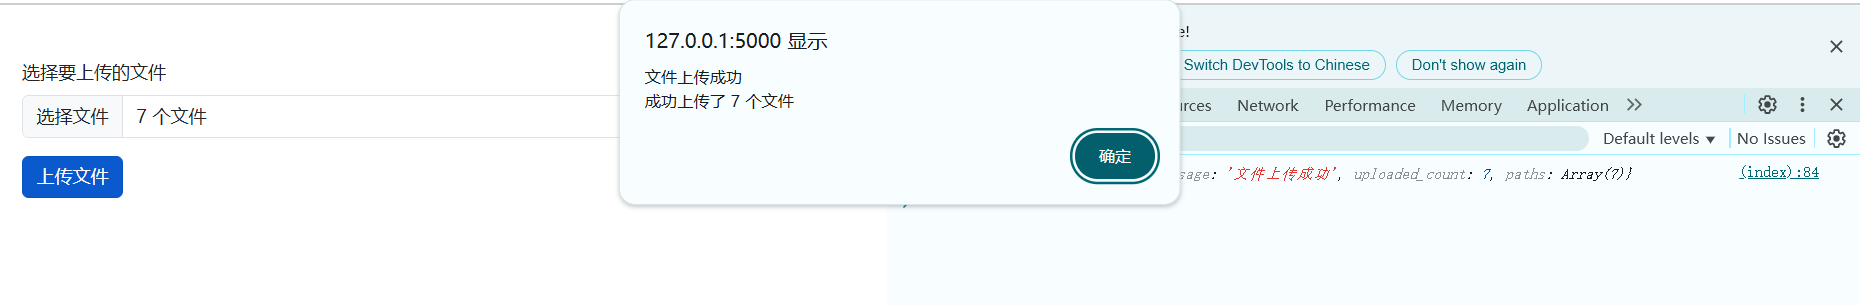 选择要上传的文件
选择文件 7 个文件
上传文件
127.0.0.1:5000 显示
文件上传成功
成功上传了 7 个文件
确定
e!
Switch DevTools to Chinese Don't show again
urces Network Performance Memory Application
Default levels ▼ No Issues
sage: '文件上传成功', uploaded_count: 7, paths: Array(7)} (index):84